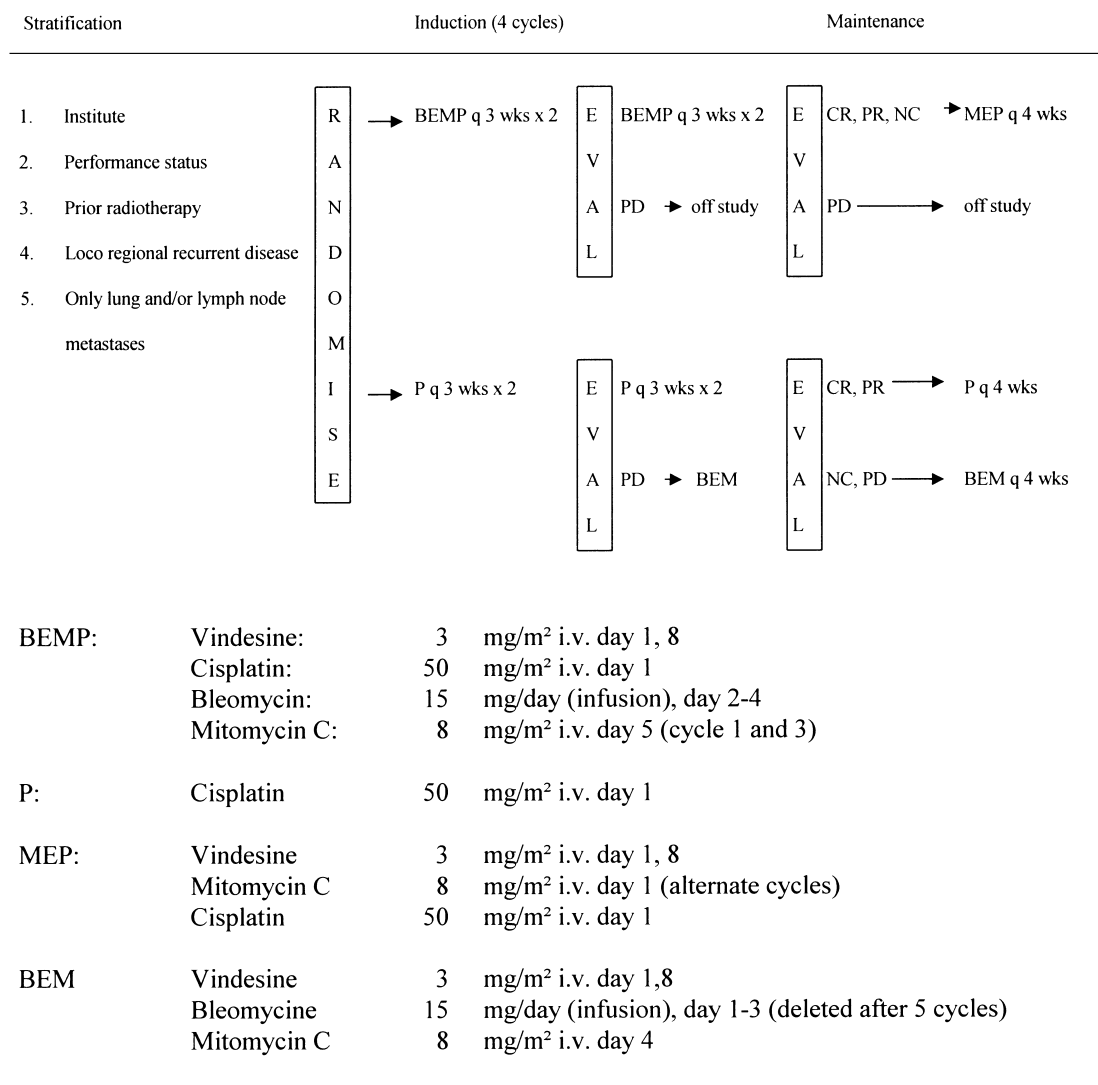 Stratification Induction (4 cycles) Maintenance
1. Institute R → BEMP q 3 wks x 2 E BEMP q 3 wks x 2 E CR, PR, NC → MEP q 4 wks
2. Performance status A V V
3. Prior radiotherapy N A PD → off study A PD → off study
4. Loco regional recurrent disease D L L
5. Only lung and/or lymph node O
metastases M
I → P q 3 wks x 2 E P q 3 wks x 2 E CR, PR → P q 4 wks
S V V
E A PD → BEM A NC, PD → BEM q 4 wks
L L
BEMP: Vindesine: 3 mg/m² i.v. day 1, 8
Cisplatin: 50 mg/m² i.v. day 1
Bleomycin: 15 mg/day (infusion), day 2-4
Mitomycin C: 8 mg/m² i.v. day 5 (cycle 1 and 3)
P: Cisplatin 50 mg/m² i.v. day 1
MEP: Vindesine 3 mg/m² i.v. day 1, 8
Mitomycin C 8 mg/m² i.v. day 1 (alternate cycles)
Cisplatin 50 mg/m² i.v. day 1
BEM Vindesine 3 mg/m² i.v. day 1,8
Bleomycine 15 mg/day (infusion), day 1-3 (deleted after 5 cycles)
Mitomycin C 8 mg/m² i.v. day 4